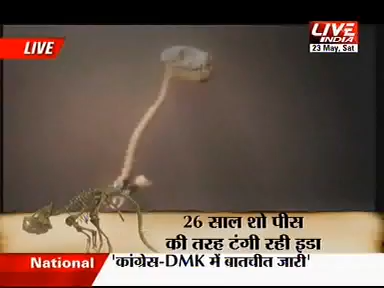 LIVE
LIVE
INDIA
23 May, Sat
26 साल शो पीस
की तरह टंगी रही इडा
National 'कांग्रेस-DMK में बातचीत जारी'